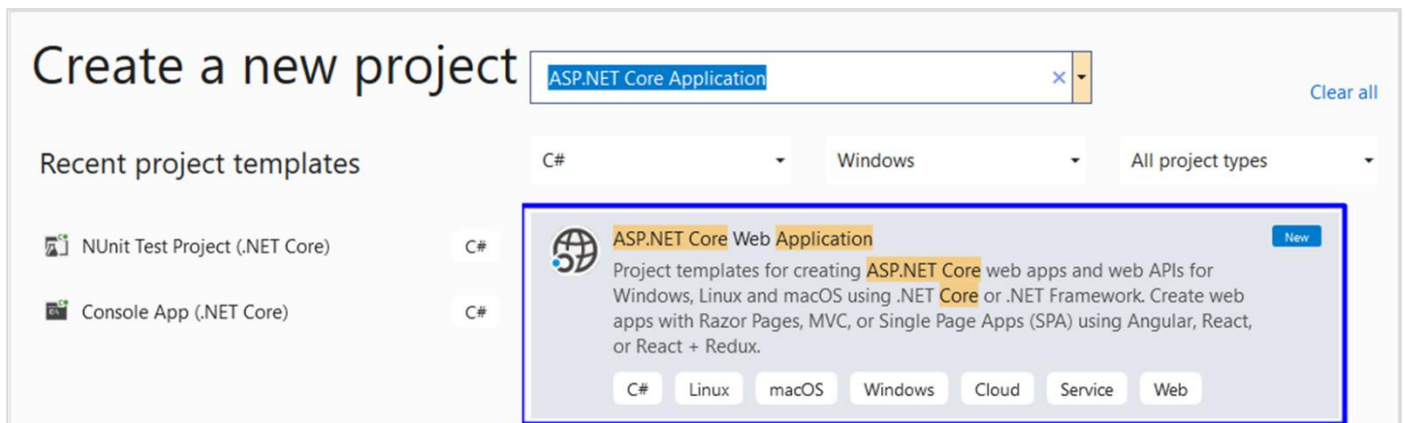 Create a new project
ASP.NET Core Application
Clear all
Recent project templates
C#
Windows
All project types
NUnit Test Project (.NET Core)
C#
Console App (.NET Core)
C#
ASP.NET Core Web Application
New
Project templates for creating ASP.NET Core web apps and web APIs for
Windows, Linux and macOS using .NET Core or .NET Framework. Create web
apps with Razor Pages, MVC, or Single Page Apps (SPA) using Angular, React,
or React + Redux.
C# Linux macOS Windows Cloud Service Web